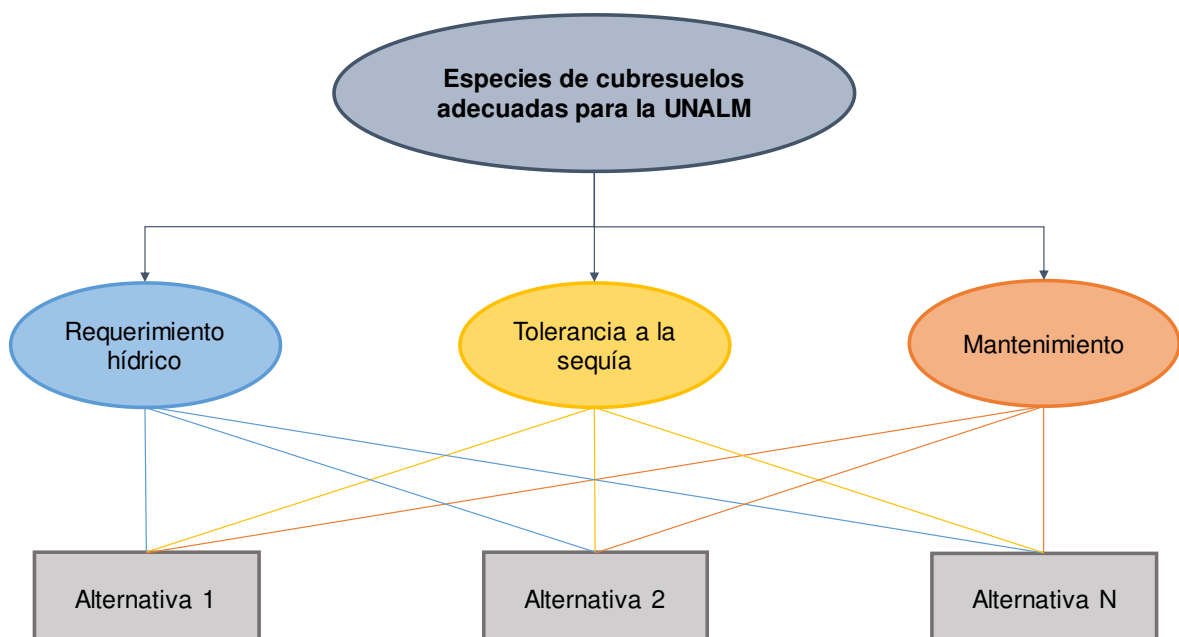 Especies de cubresuelos
adecuadas para la UNALM
Requerimiento
hídrico
Tolerancia a la
sequía
Mantenimiento
Alternativa 1
Alternativa 2
Alternativa N